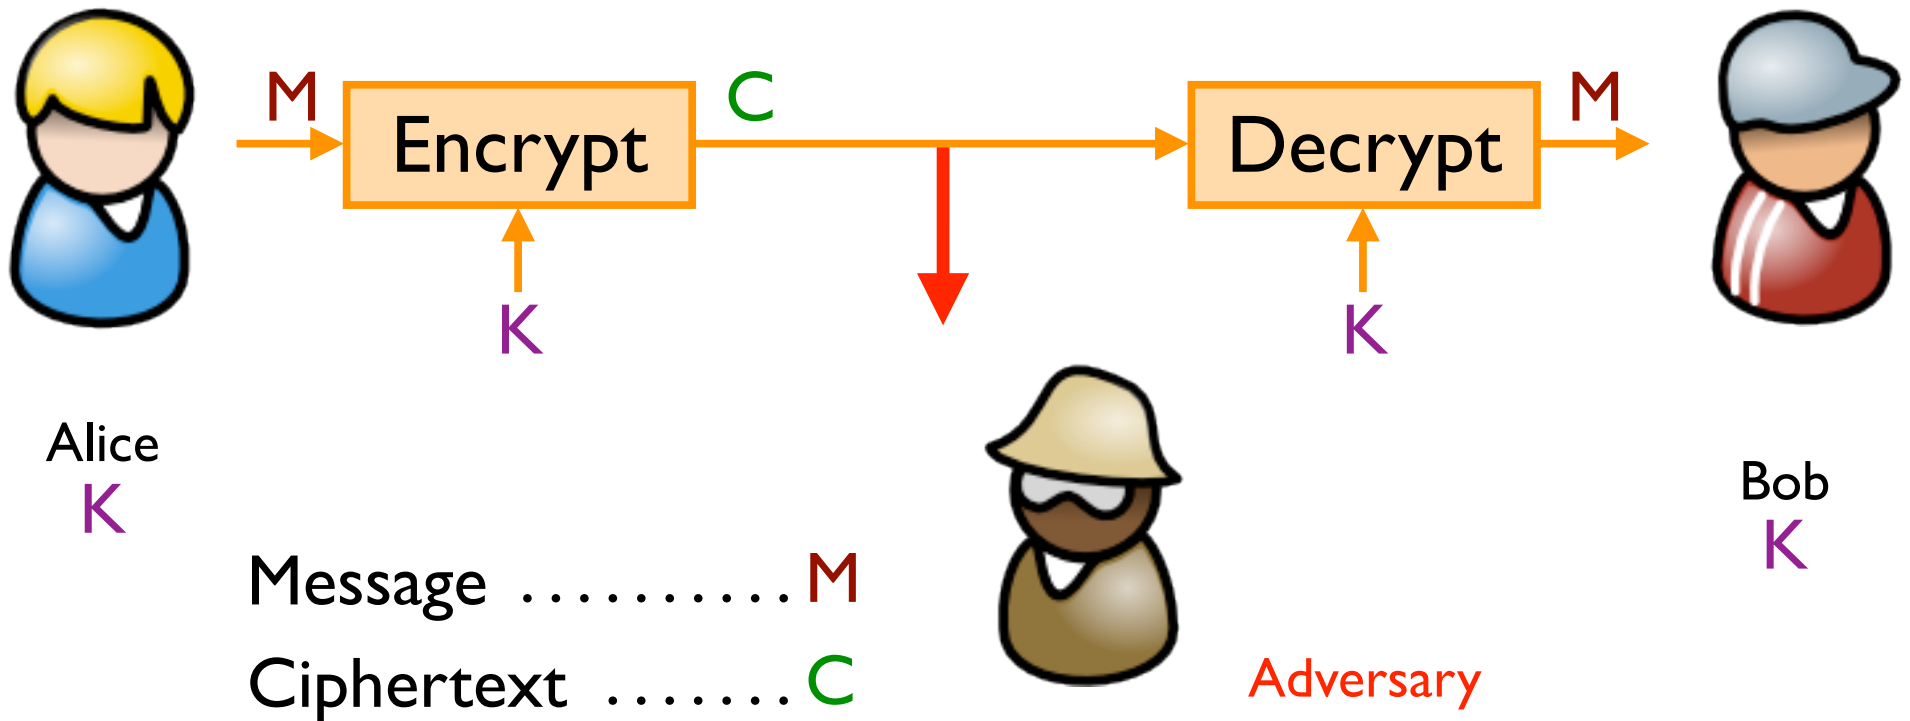 M
Encrypt
C
Decrypt
M
K
K
Alice
K
Bob
K
Message .......... M
Ciphertext ....... C
Adversary